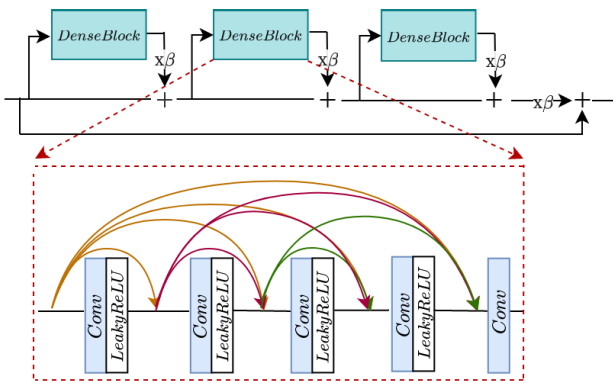 DenseBlock
DenseBlock
DenseBlock
xβ
xβ
xβ
+
+
+
xβ
+
Conv
LeakyReLU
Conv
LeakyReLU
Conv
LeakyReLU
Conv
LeakyReLU
Conv